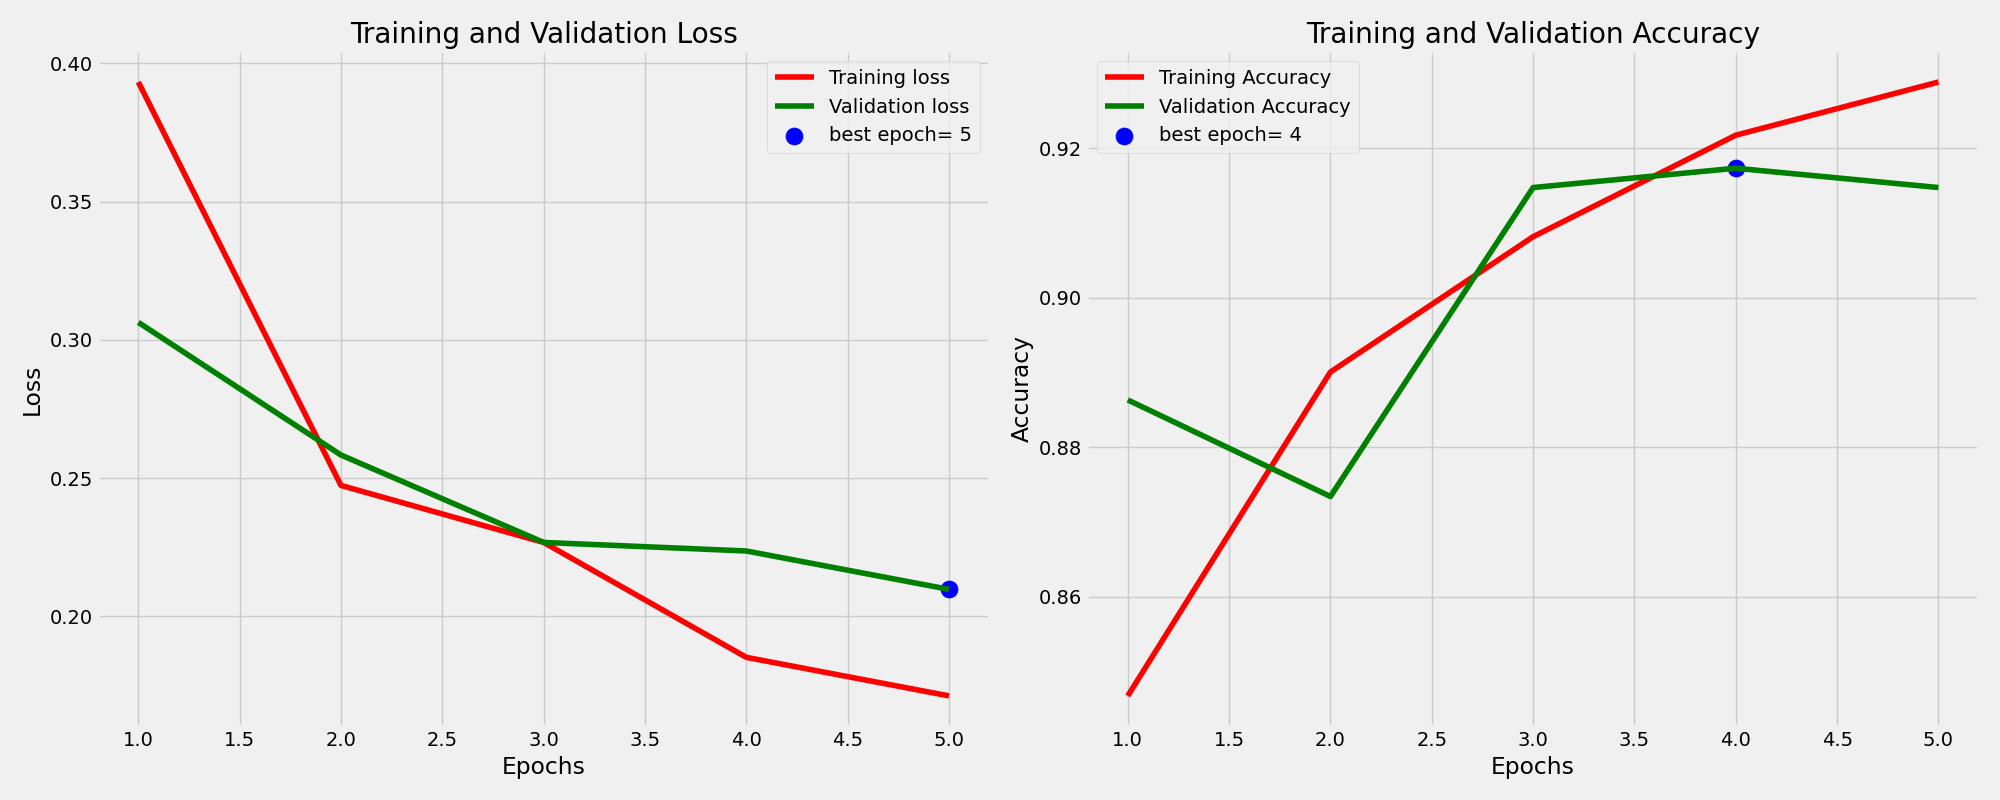 Training and Validation Loss
Training loss
Validation loss
best epoch= 5
0.40
0.35
0.30
0.25
0.20
Loss
1.0 1.5 2.0 2.5 3.0 3.5 4.0 4.5 5.0
Epochs
Training and Validation Accuracy
Training Accuracy
Validation Accuracy
best epoch= 4
0.92
0.90
0.88
0.86
Accuracy
1.0 1.5 2.0 2.5 3.0 3.5 4.0 4.5 5.0
Epochs